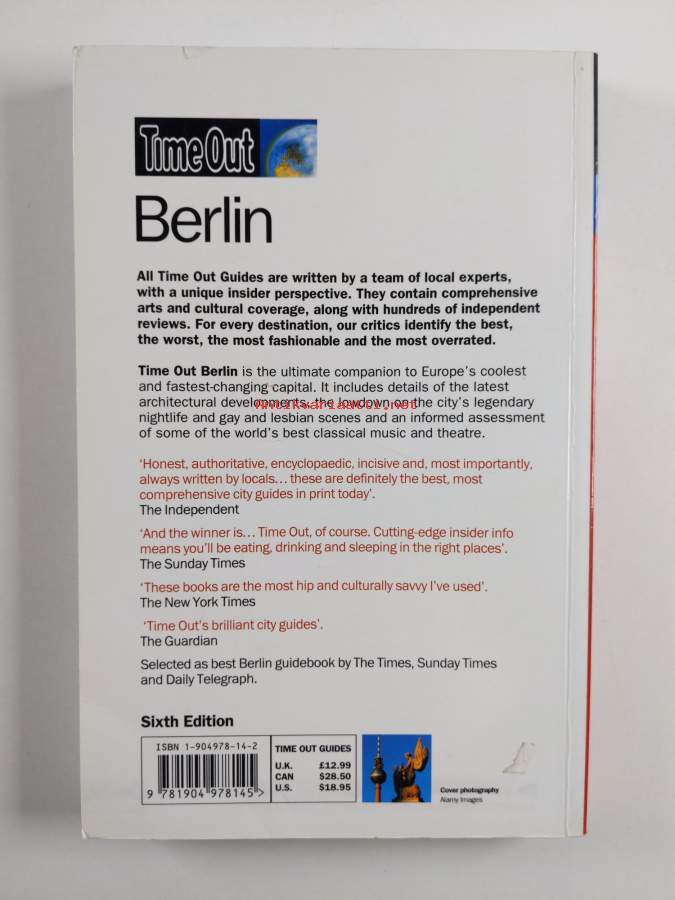 Time Out
Berlin
All Time Out Guides are written by a team of local experts,
with a unique insider perspective. They contain comprehensive
arts and cultural coverage, along with hundreds of independent
reviews. For every destination, our critics identify the best,
the worst, the most fashionable and the most overrated.
Time Out Berlin is the ultimate companion to Europe's coolest
and fastest-changing capital. It includes details of the latest
architectural developments, the lowdown on the city's legendary
Antikvariaatti.net
nightlife and gay and lesbian scenes and an informed assessment
of some of the world's best classical music and theatre.
'Honest, authoritative, encyclopaedic, incisive and, most importantly,
always written by locals... these are definitely the best, most
comprehensive city guides in print today'.
The Independent
'And the winner is... Time Out, of course. Cutting-edge insider info
means you'll be eating, drinking and sleeping in the right places'.
The Sunday Times
'These books are the most hip and culturally savvy I've used'.
The New York Times
'Time Out's brilliant city guides'.
The Guardian
Selected as best Berlin guidebook by The Times, Sunday Times
and Daily Telegraph.
Sixth Edition
ISBN 1-904978-14-2
9 781904 978145 >
TIME OUT GUIDES
U.K. £12.99
CAN $28.50
U.S. $18.95
Cover photography
Alamy Images